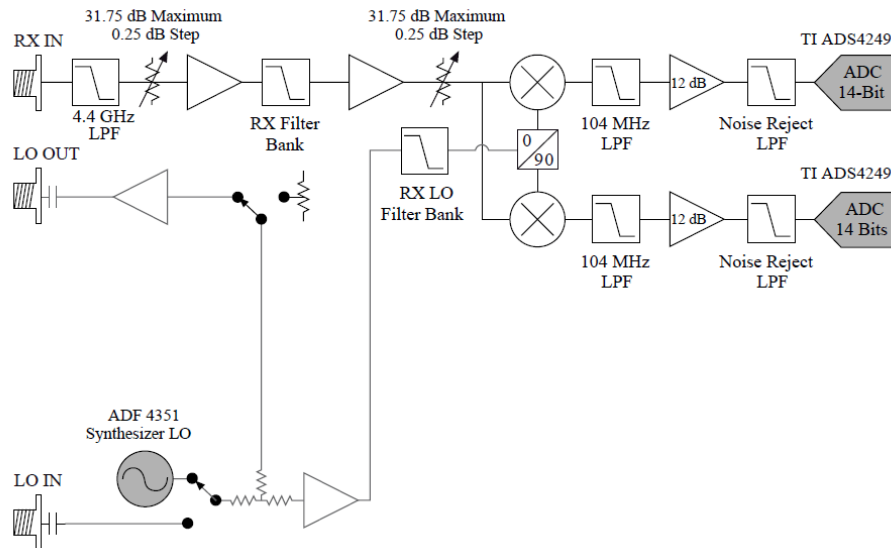 31.75 dB Maximum
0.25 dB Step
31.75 dB Maximum
0.25 dB Step
RX IN
TI ADS4249
12 dB
ADC
14-Bit
4.4 GHz
LPF
RX Filter
Bank
104 MHz
LPF
Noise Reject
LPF
LO OUT
0
90
RX LO
Filter Bank
TI ADS4249
12 dB
ADC
14 Bits
104 MHz
LPF
Noise Reject
LPF
ADF 4351
Synthesizer LO
LO IN